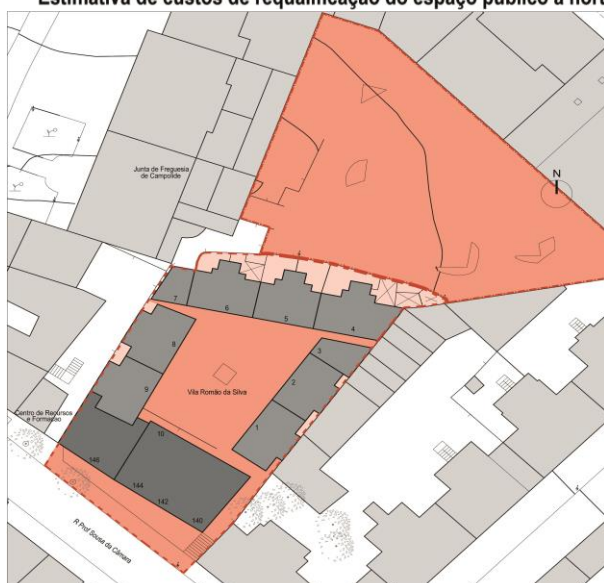 Estimativa de custos de requalificação do espaço público a nort
Junta de Freguesia
de Campolide
N
7
6
5
4
8
3
2
9
Vila Romão da Silva
1
Centro de Recursos
e Formação
10
148
144
142
140
R Prof Sousa da Câmara